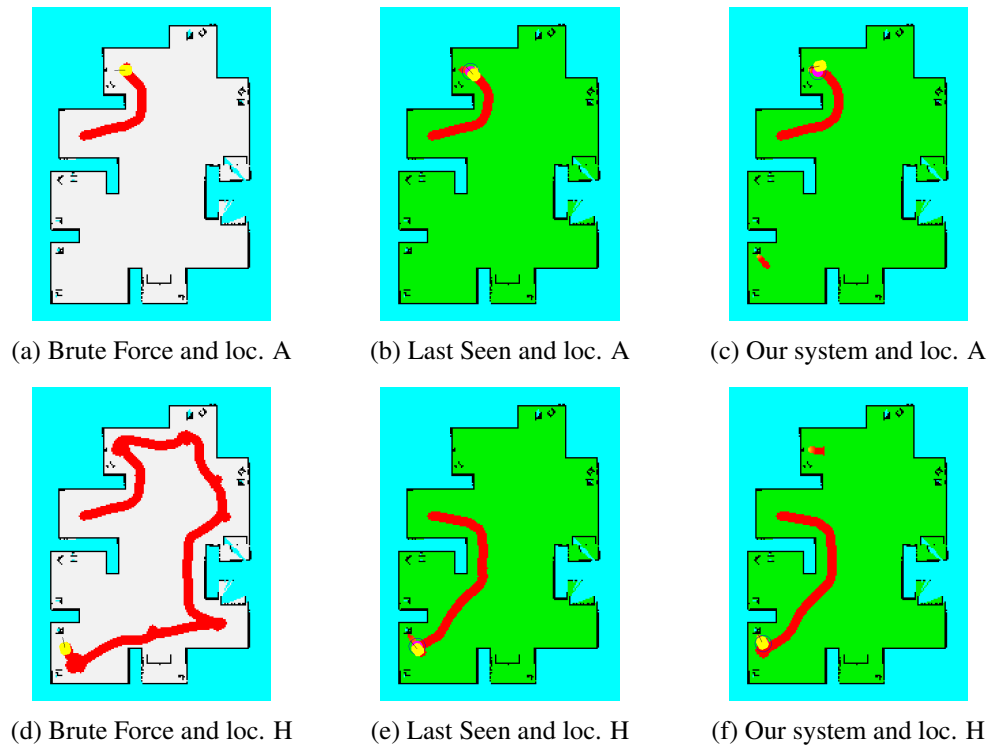 (a) Brute Force and loc. A
(b) Last Seen and loc. A
(c) Our system and loc. A
(d) Brute Force and loc. H
(e) Last Seen and loc. H
(f) Our system and loc. H